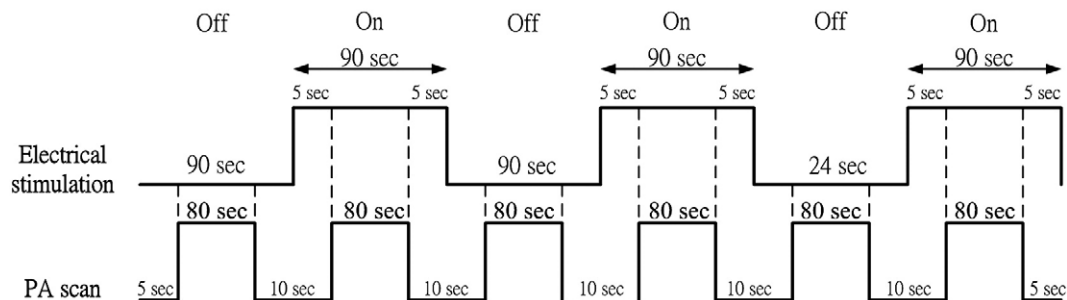 Off On Off On Off On
90 sec 90 sec 90 sec
5 sec 5 sec 5 sec 5 sec 5 sec 5 sec
Electrical
stimulation
90 sec 90 sec 24 sec
80 sec 80 sec 80 sec 80 sec 80 sec 80 sec
PA scan
5 sec 10 sec 10 sec 10 sec 10 sec 10 sec 5 sec